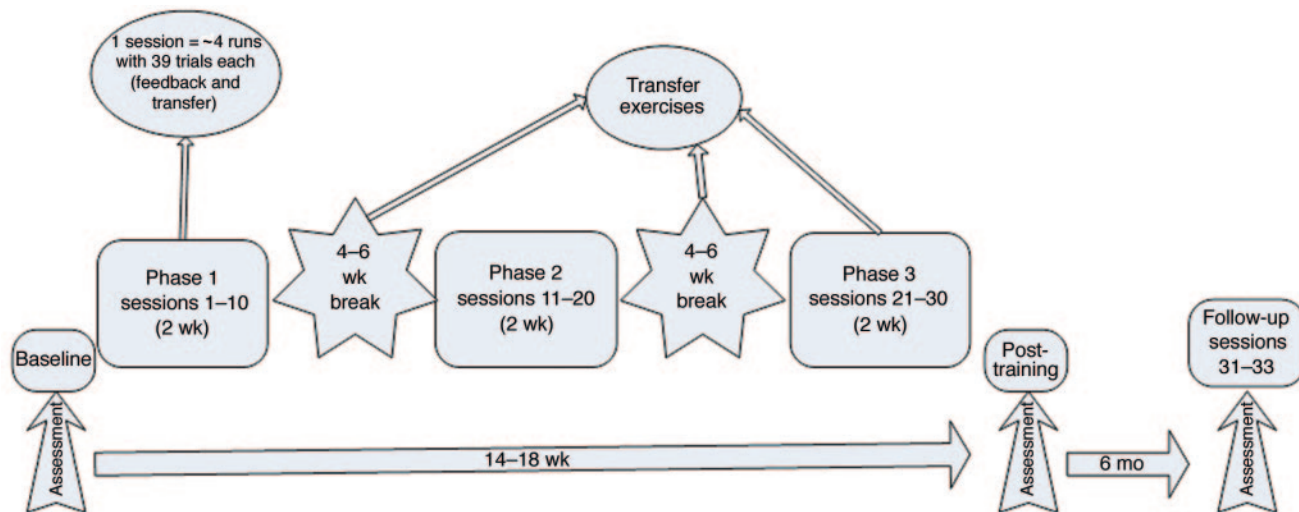 1 session = ~4 runs
with 39 trials each
(feedback and
transfer)
Transfer
exercises
4–6
wk
break
4–6
wk
break
Phase 1
sessions 1–10
(2 wk)
Phase 2
sessions 11–20
(2 wk)
Phase 3
sessions 21–30
(2 wk)
Baseline
Post-
training
Follow-up
sessions
31–33
Assessment
14–18 wk
Assessment
6 mo
Assessment